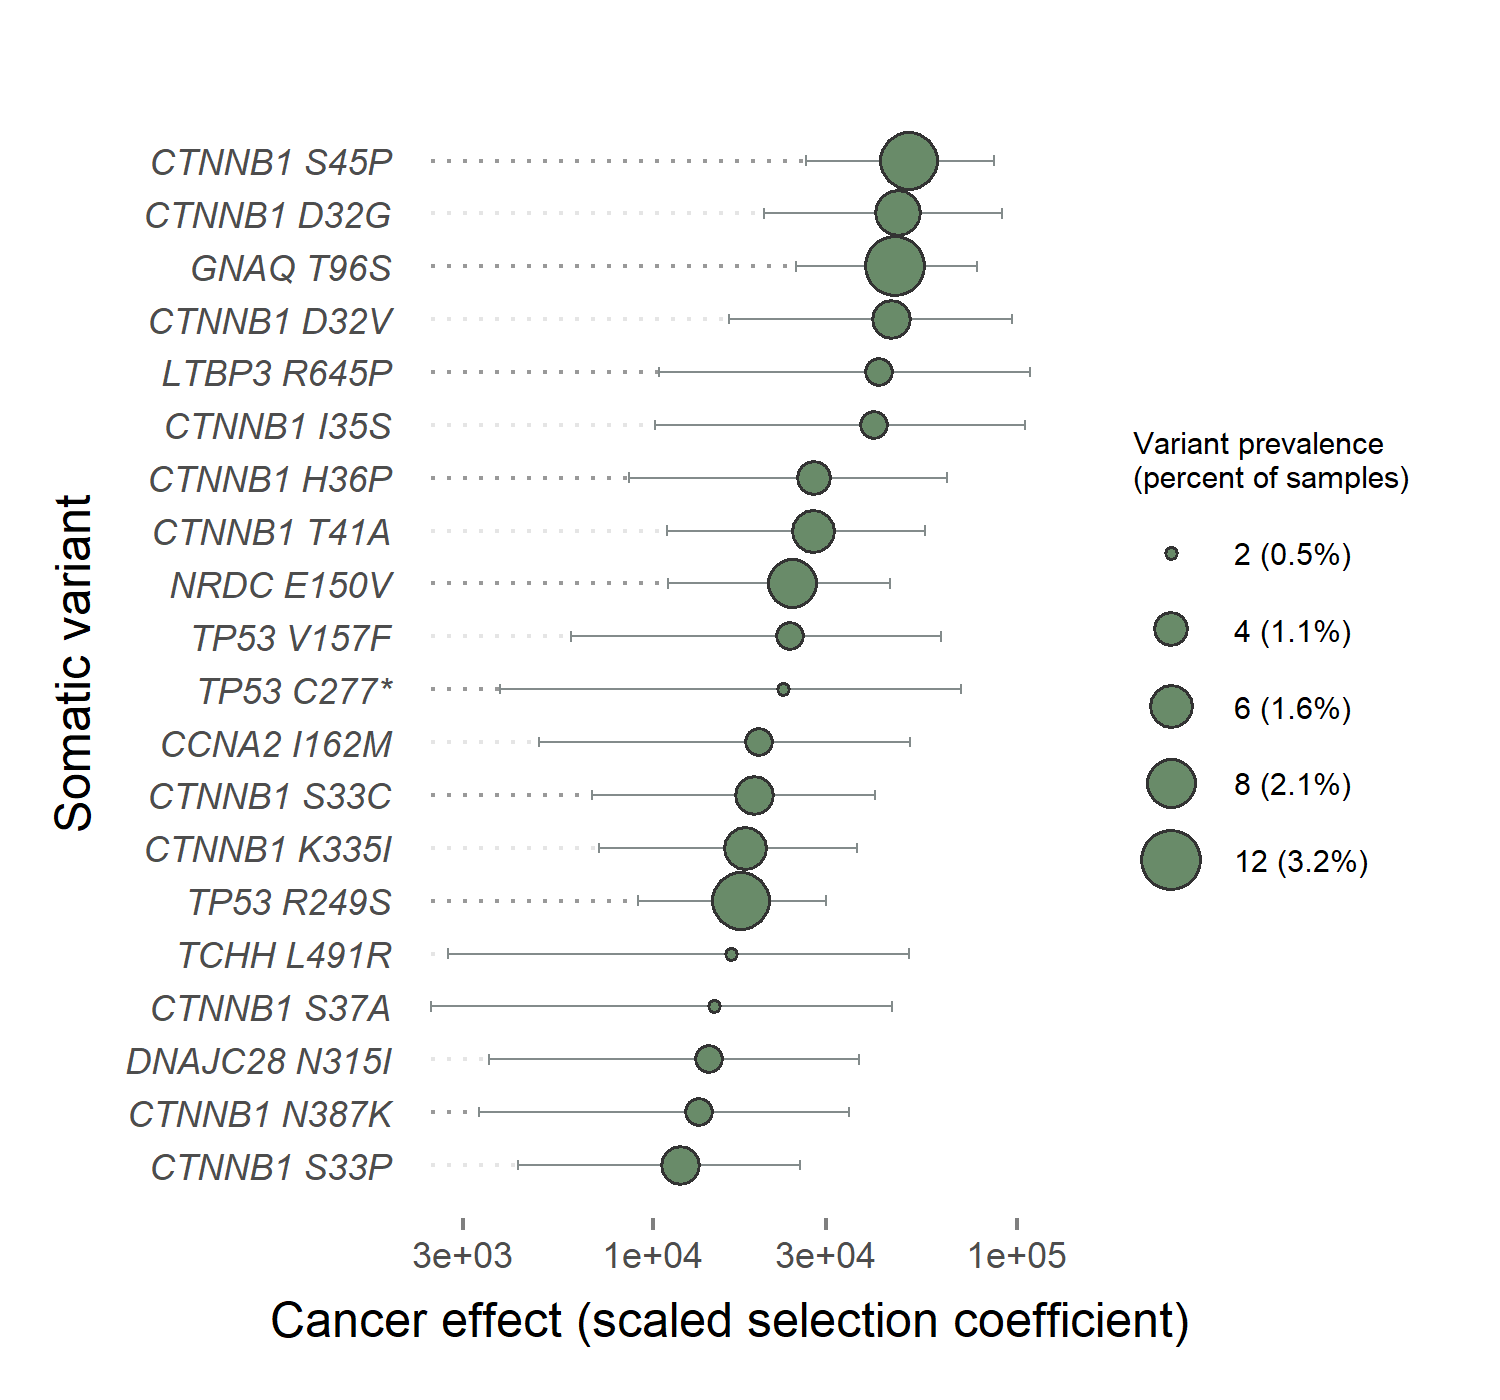 CTNNB1 S45P
CTNNB1 D32G
GNAQ T96S
CTNNB1 D32V
LTBP3 R645P
CTNNB1 I35S
CTNNB1 H36P
CTNNB1 T41A
NRDC E150V
TP53 V157F
TP53 C277*
CCNA2 I162M
CTNNB1 S33C
CTNNB1 K335I
TP53 R249S
TCHH L491R
CTNNB1 S37A
DNAJC28 N315I
CTNNB1 N387K
CTNNB1 S33P
Somatic variant
3e+03 1e+04 3e+04 1e+05
Cancer effect (scaled selection coefficient)
Variant prevalence
(percent of samples)
2 (0.5%)
4 (1.1%)
6 (1.6%)
8 (2.1%)
12 (3.2%)